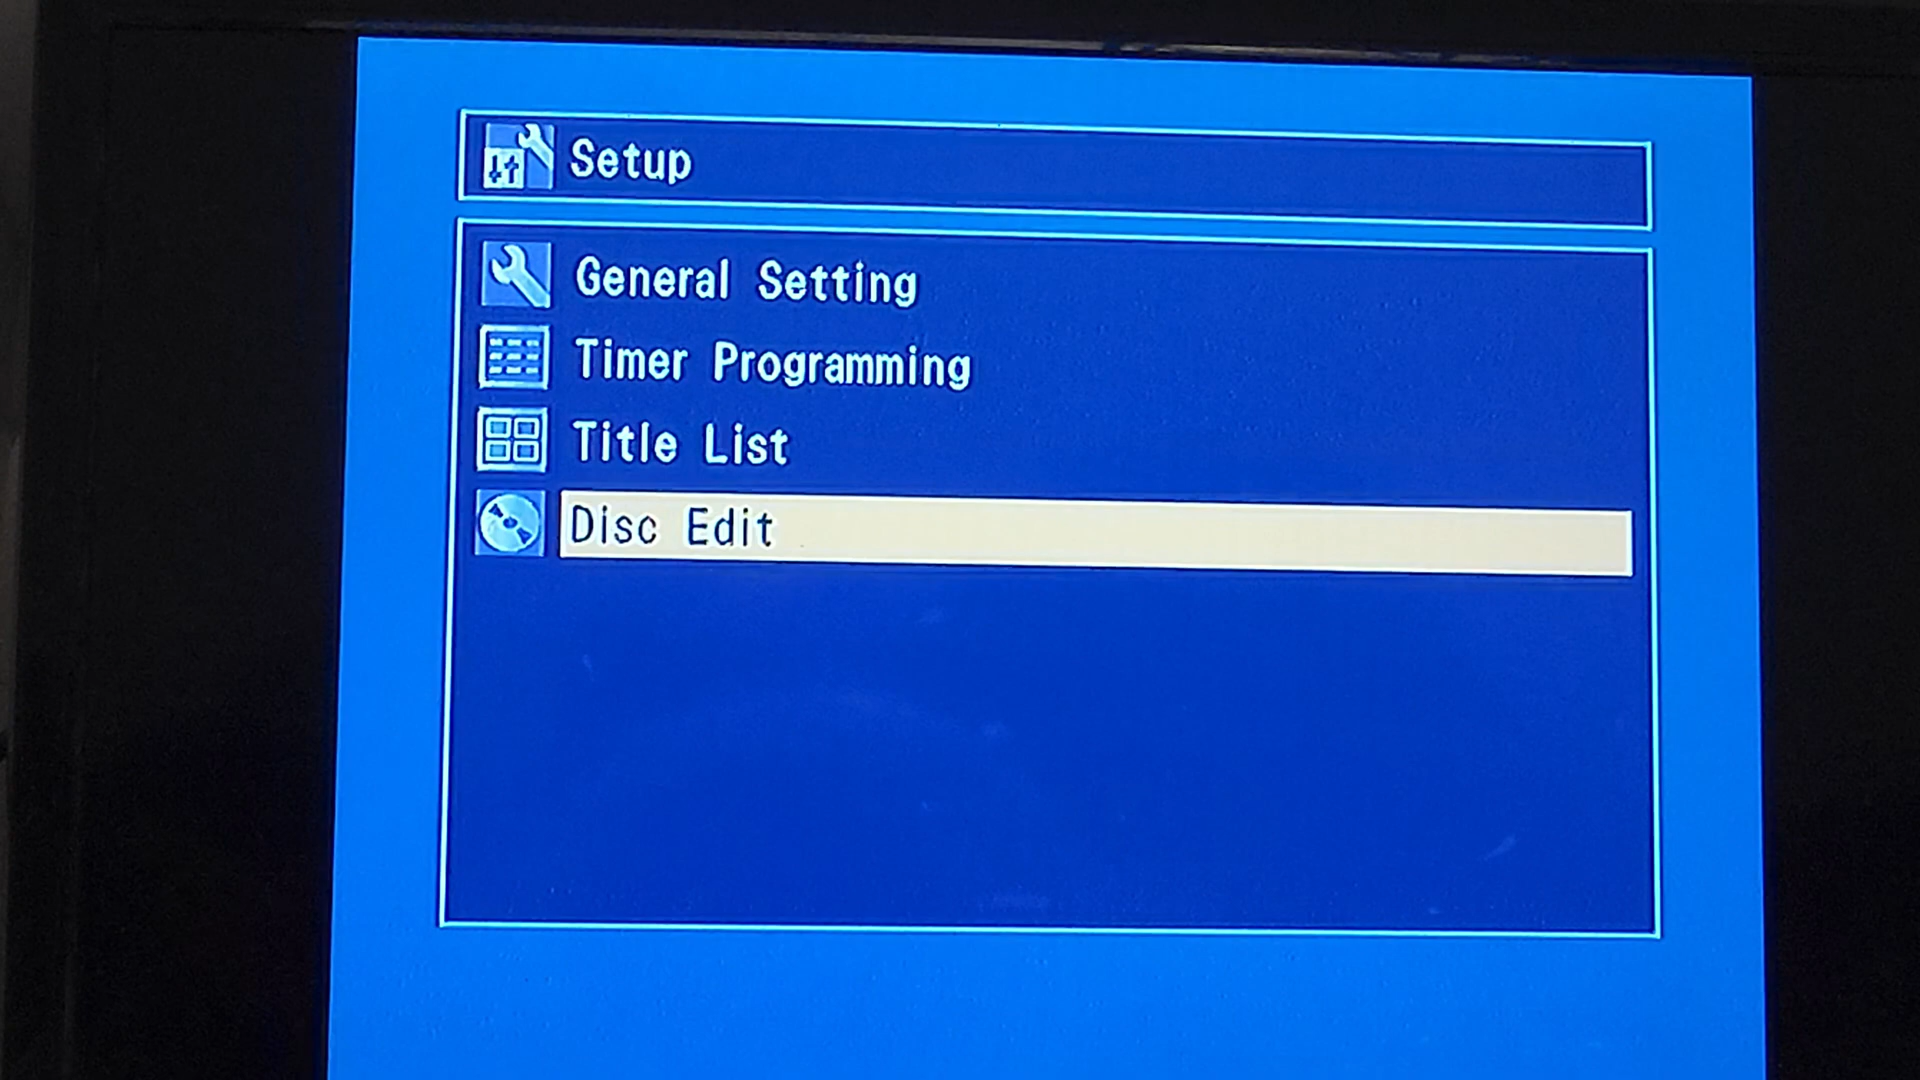 Setup
General Setting
Timer Programming
Title List
Disc Edit